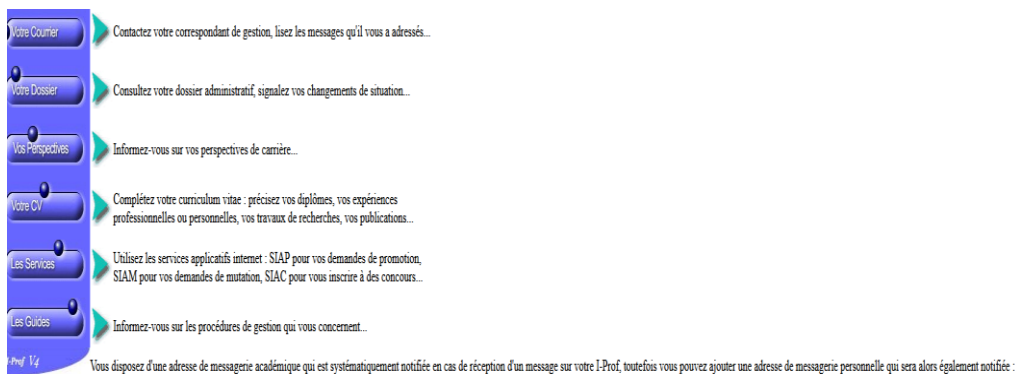 Votre Courrier
Contactez votre correspondant de gestion, lisez les messages qu'il vous a adressés...
Votre Dossier
Consultez votre dossier administratif, signalez vos changements de situation...
Vos Perspectives
Informez-vous sur vos perspectives de carrière...
Votre CV
Complétez votre curriculum vitae : précisez vos diplômes, vos expériences
professionnelles ou personnelles, vos travaux de recherches, vos publications...
Les Services
Utilisez les services applicatifs internet : SIAP pour vos demandes de promotion,
SIAM pour vos demandes de mutation, SIAC pour vous inscrire à des concours...
Les Guides
Informez-vous sur les procédures de gestion qui vous concernent...
I-Prof V4
Vous disposez d'une adresse de messagerie académique qui est systématiquement notifiée en cas de réception d'un message sur votre I-Prof, toutefois vous pouvez ajouter une adresse de messagerie personnelle qui sera alors également notifiée :